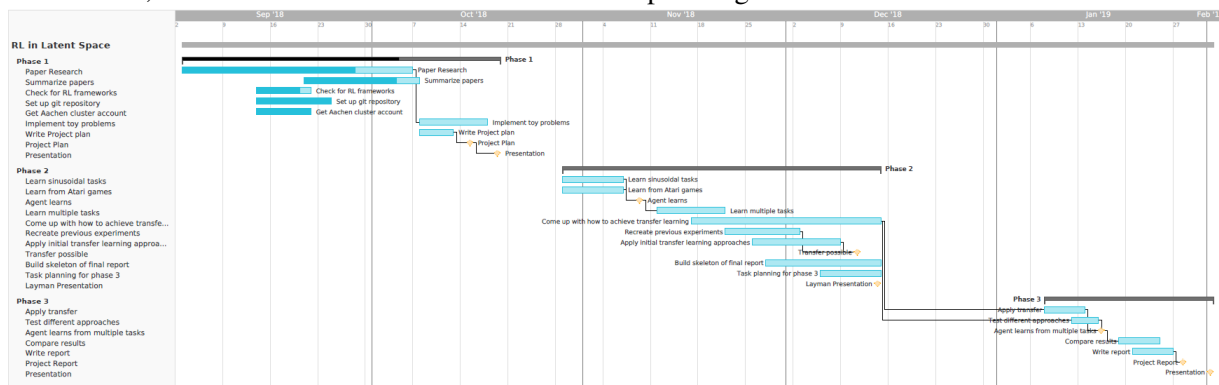 Sep '18 Oct '18 Nov '18 Dec '18 Jan '19 Feb '1
2 9 16 23 30 7 14 21 28 4 11 18 25 2 9 16 23 30 6 13 20 27
RL in Latent Space
Phase 1 Phase 1
Paper Research Paper Research
Summarize papers Summarize papers
Check for RL frameworks Check for RL frameworks
Set up git repository Set up git repository
Get Aachen cluster account Get Aachen cluster account
Implement toy problems Implement toy problems
Write Project plan Write Project plan
Project Plan Project Plan
Presentation Presentation
Phase 2 Phase 2
Learn sinusoidal tasks Learn sinusoidal tasks
Learn from Atari games Learn from Atari games
Agent learns Agent learns
Learn multiple tasks Learn multiple tasks
Come up with how to achieve transfe... Come up with how to achieve transfer learning
Recreate previous experiments Recreate previous experiments
Apply initial transfer learning approa... Apply initial transfer learning approaches
Transfer possible Transfer possible
Build skeleton of final report Build skeleton of final report
Task planning for phase 3 Task planning for phase 3
Layman Presentation Layman Presentation
Phase 3 Phase 3
Apply transfer Apply transfer
Test different approaches Test different approaches
Agent learns from multiple tasks Agent learns from multiple tasks
Compare results Compare results
Write report Write report
Project Report Project Report
Presentation Presentation